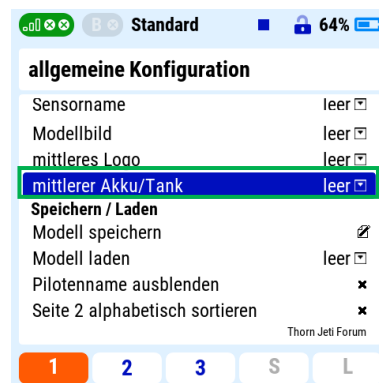 B Standard 64%
allgemeine Konfiguration
Sensorname leer
Modellbild leer
mittleres Logo leer
mittlerer Akku/Tank leer
Speichern / Laden
Modell speichern
Modell laden leer
Pilotenname ausblenden
Seite 2 alphabetisch sortieren
Thorn Jeti Forum
1 2 3 S L